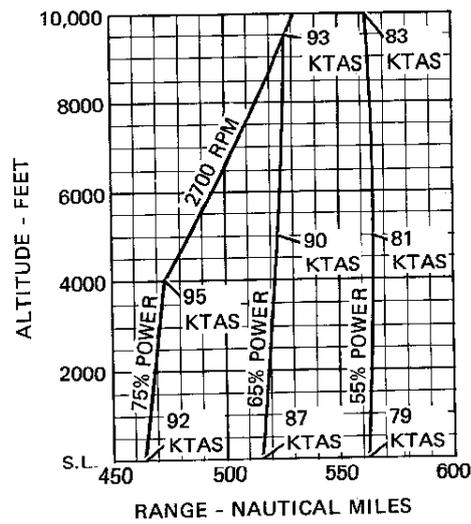 10,000
93
KTAS
83
KTAS
8000
2700 RPM
6000
ALTITUDE - FEET
90
KTAS
81
KTAS
4000
95
KTAS
75% POWER
65% POWER
55% POWER
2000
92
KTAS
87
KTAS
79
KTAS
S.L.
450
500
550
600
RANGE - NAUTICAL MILES